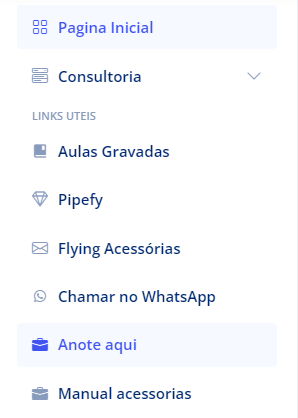 Pagina Inicial
Consultoria
LINKS UTEIS
Aulas Gravadas
Pipefy
Flying Acessórias
Chamar no WhatsApp
Anote aqui
Manual acessorias